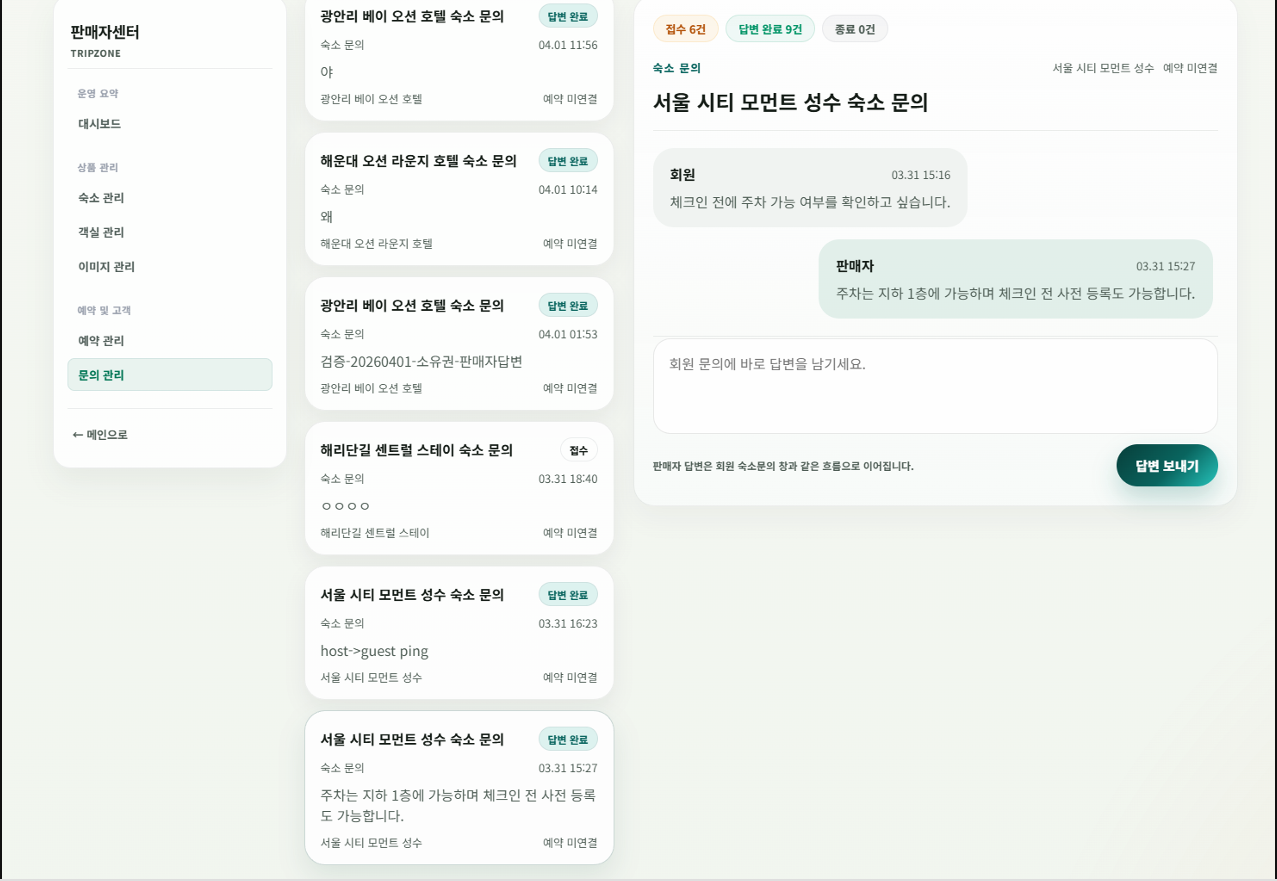 판매자센터
TRIPZONE
운영 요약
대시보드
상품 관리
숙소 관리
객실 관리
이미지 관리
예약 및 고객
예약 관리
문의 관리
← 메인으로
광안리 베이 오션 호텔 숙소 문의
답변 완료
숙소 문의
04.01 11:56
야
광안리 베이 오션 호텔
예약 미연결
해운대 오션 라운지 호텔 숙소 문의
답변 완료
숙소 문의
04.01 10:14
왜
해운대 오션 라운지 호텔
예약 미연결
광안리 베이 오션 호텔 숙소 문의
답변 완료
숙소 문의
04.01 01:53
검증-20260401-소유권-판매자답변
광안리 베이 오션 호텔
예약 미연결
해리단길 센트럴 스테이 숙소 문의
접수
숙소 문의
03.31 18:40
ㅇㅇㅇㅇ
해리단길 센트럴 스테이
예약 미연결
서울 시티 모먼트 성수 숙소 문의
답변 완료
숙소 문의
03.31 16:23
host->guest ping
서울 시티 모먼트 성수
예약 미연결
서울 시티 모먼트 성수 숙소 문의
답변 완료
숙소 문의
03.31 15:27
주차는 지하 1층에 가능하며 체크인 전 사전 등록
도 가능합니다.
서울 시티 모먼트 성수
예약 미연결
접수 6건
답변 완료 9건
종료 0건
숙소 문의
서울 시티 모먼트 성수
예약 미연결
서울 시티 모먼트 성수 숙소 문의
회원
03.31 15:16
체크인 전에 주차 가능 여부를 확인하고 싶습니다.
판매자
03.31 15:27
주차는 지하 1층에 가능하며 체크인 전 사전 등록도 가능합니다.
회원 문의에 바로 답변을 남기세요.
판매자 답변은 회원 숙소문의 창과 같은 흐름으로 이어집니다.
답변 보내기